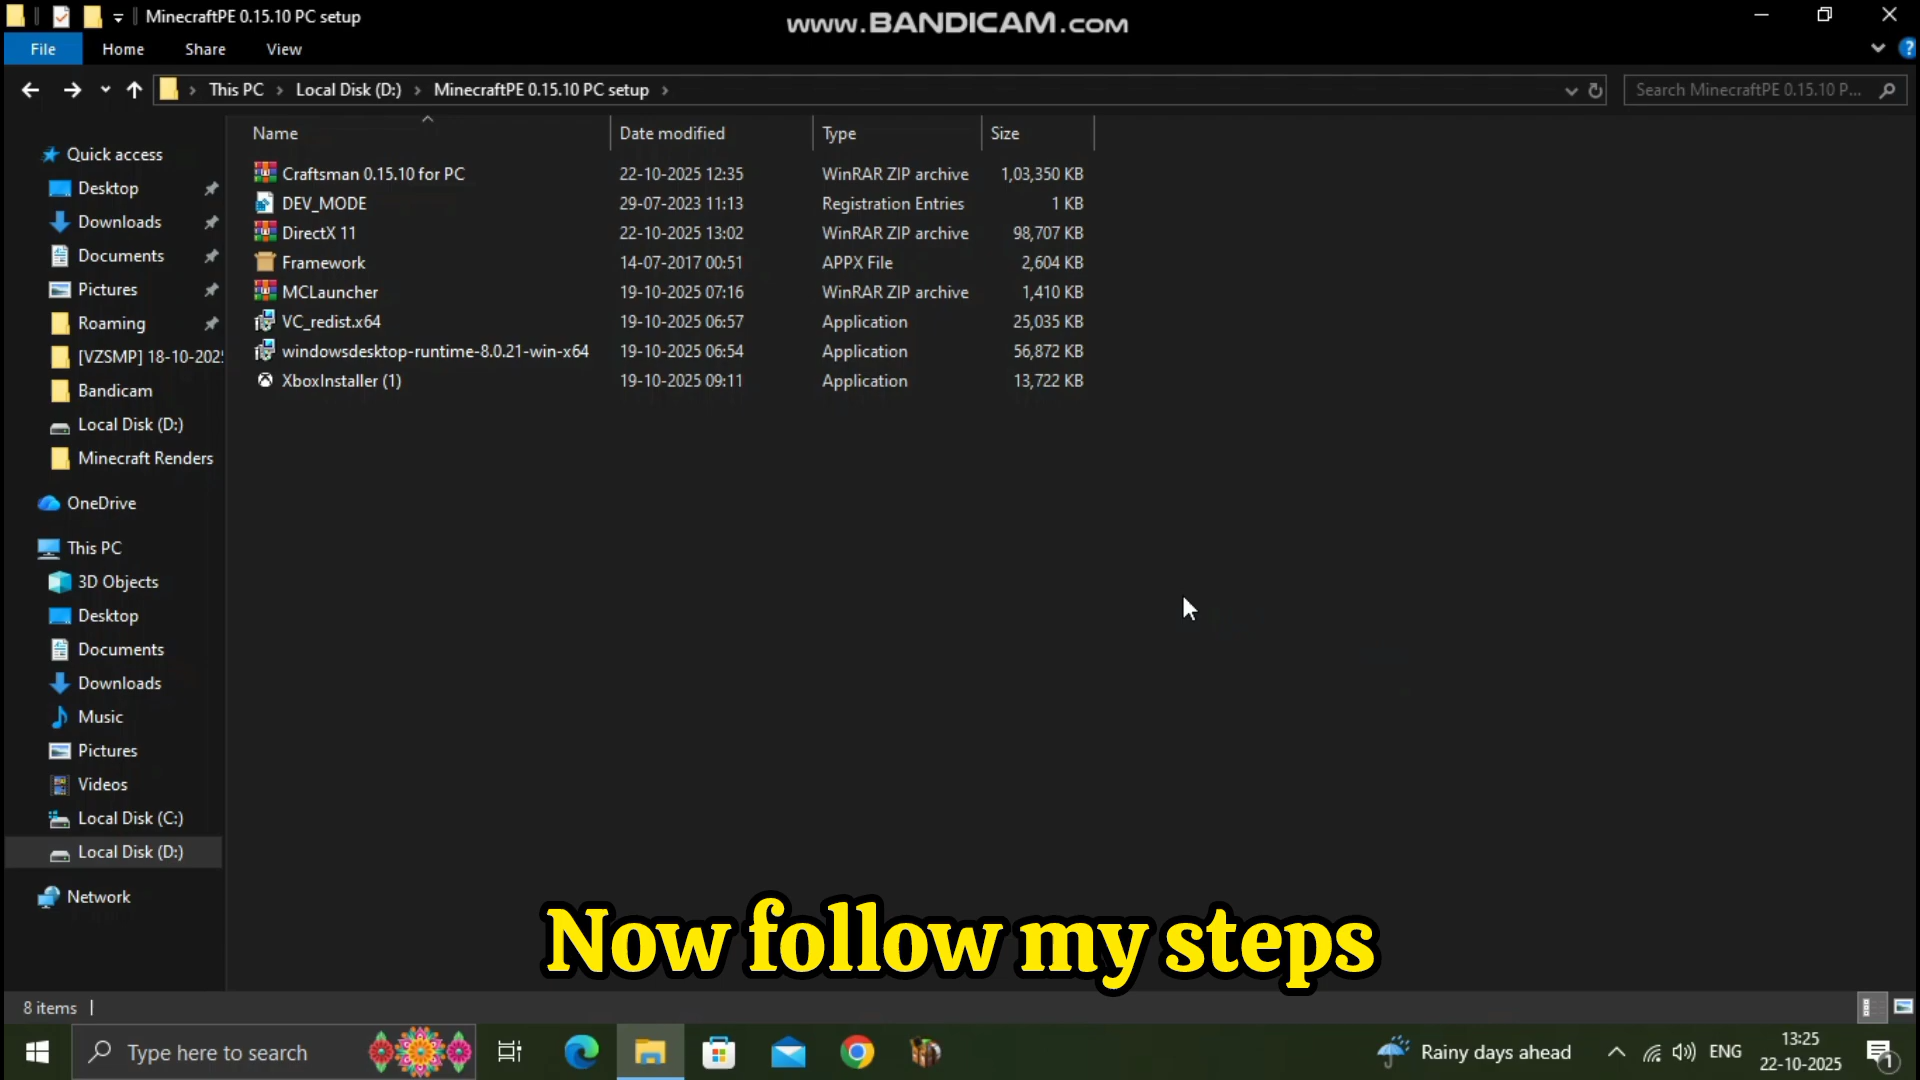 MinecraftPE 0.15.10 PC setup
www.BANDICAM.com
File Home Share View
This PC Local Disk (D:) MinecraftPE 0.15.10 PC setup
Search MinecraftPE 0.15.10 P...
Name Date modified Type Size
Craftsman 0.15.10 for PC 22-10-2025 12:35 WinRAR ZIP archive 1,03,350 KB
DEV_MODE 29-07-2023 11:13 Registration Entries 1 KB
DirectX 11 22-10-2025 13:02 WinRAR ZIP archive 98,707 KB
Framework 14-07-2017 00:51 APPX File 2,604 KB
MCLauncher 19-10-2025 07:16 WinRAR ZIP archive 1,410 KB
VC_redist.x64 19-10-2025 06:57 Application 25,035 KB
windowsdesktop-runtime-8.0.21-win-x64 19-10-2025 06:54 Application 56,872 KB
XboxInstaller (1) 19-10-2025 09:11 Application 13,722 KB
Quick access
Desktop
Downloads
Documents
Pictures
Roaming
[VZSMP] 18-10-202
Bandicam
Local Disk (D:)
Minecraft Renders
OneDrive
This PC
3D Objects
Desktop
Documents
Downloads
Music
Pictures
Videos
Local Disk (C:)
Local Disk (D:)
Network
Now follow my steps
8 items
Type here to search
Rainy days ahead
ENG
13:25
22-10-2025
1